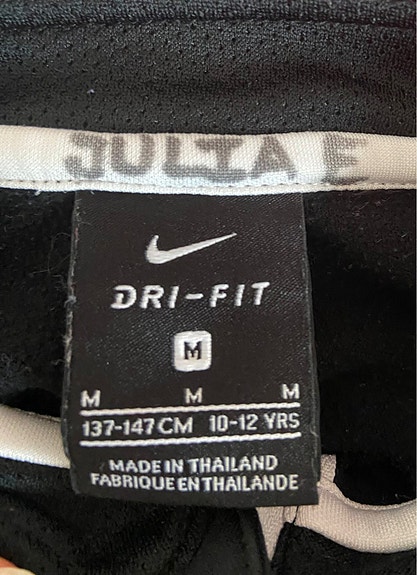 JULIA E
DRI-FIT
M
M M M
137-147 CM 10-12 YRS
MADE IN THAILAND
FABRIQUE EN THAILANDE